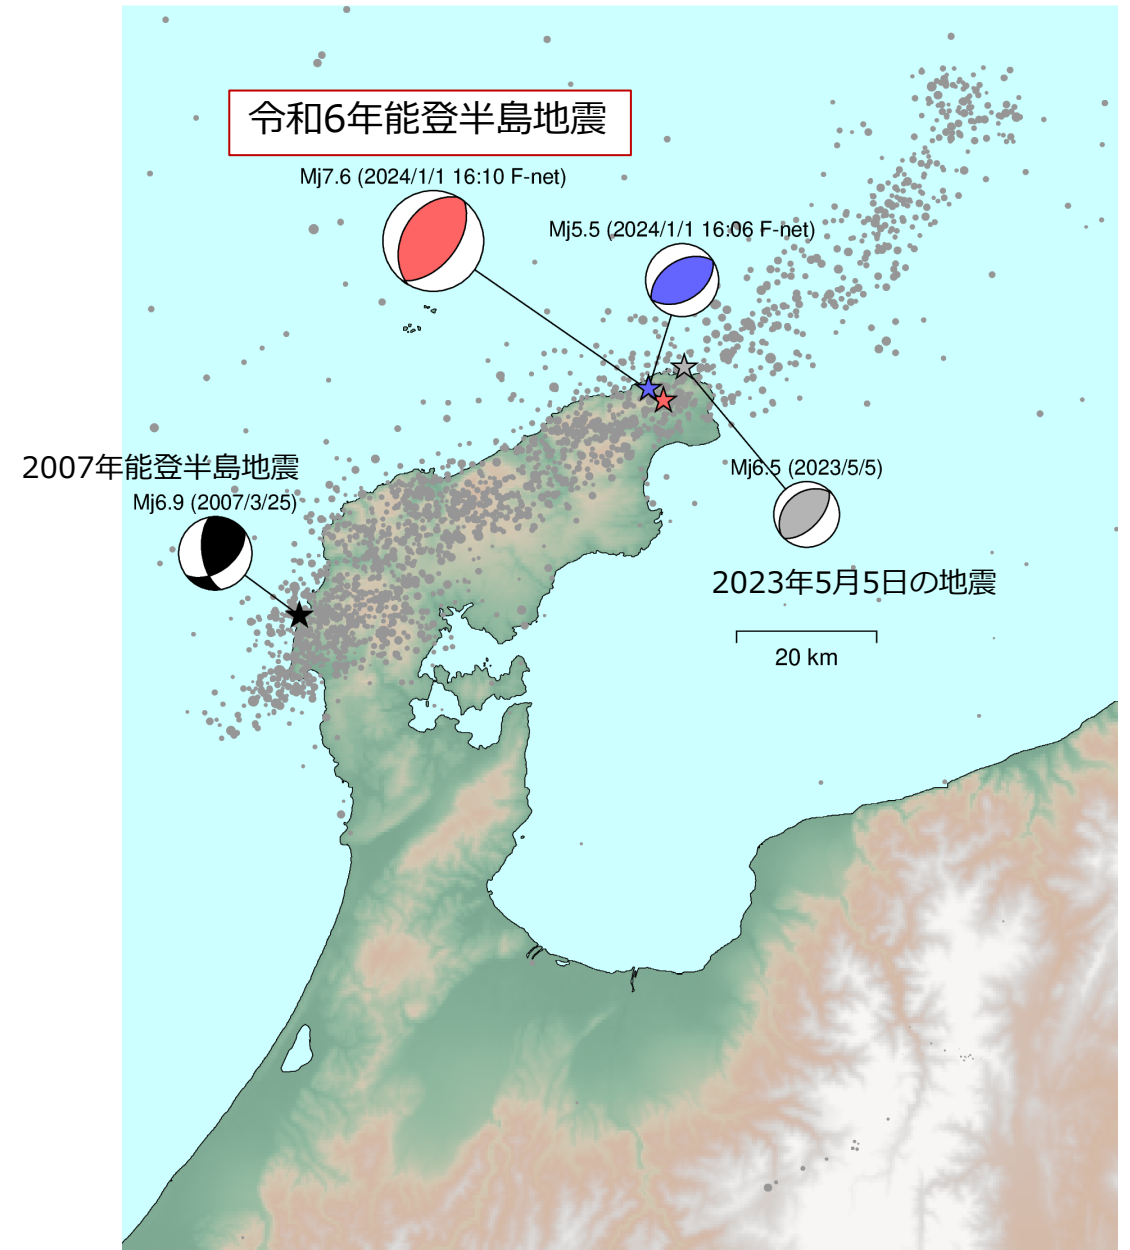 令和6年能登半島地震
Mj7.6 (2024/1/1 16:10 F-net)
Mj5.5 (2024/1/1 16:06 F-net)
2007年能登半島地震
Mj6.9 (2007/3/25)
Mj6.5 (2023/5/5)
2023年5月5日の地震
20 km